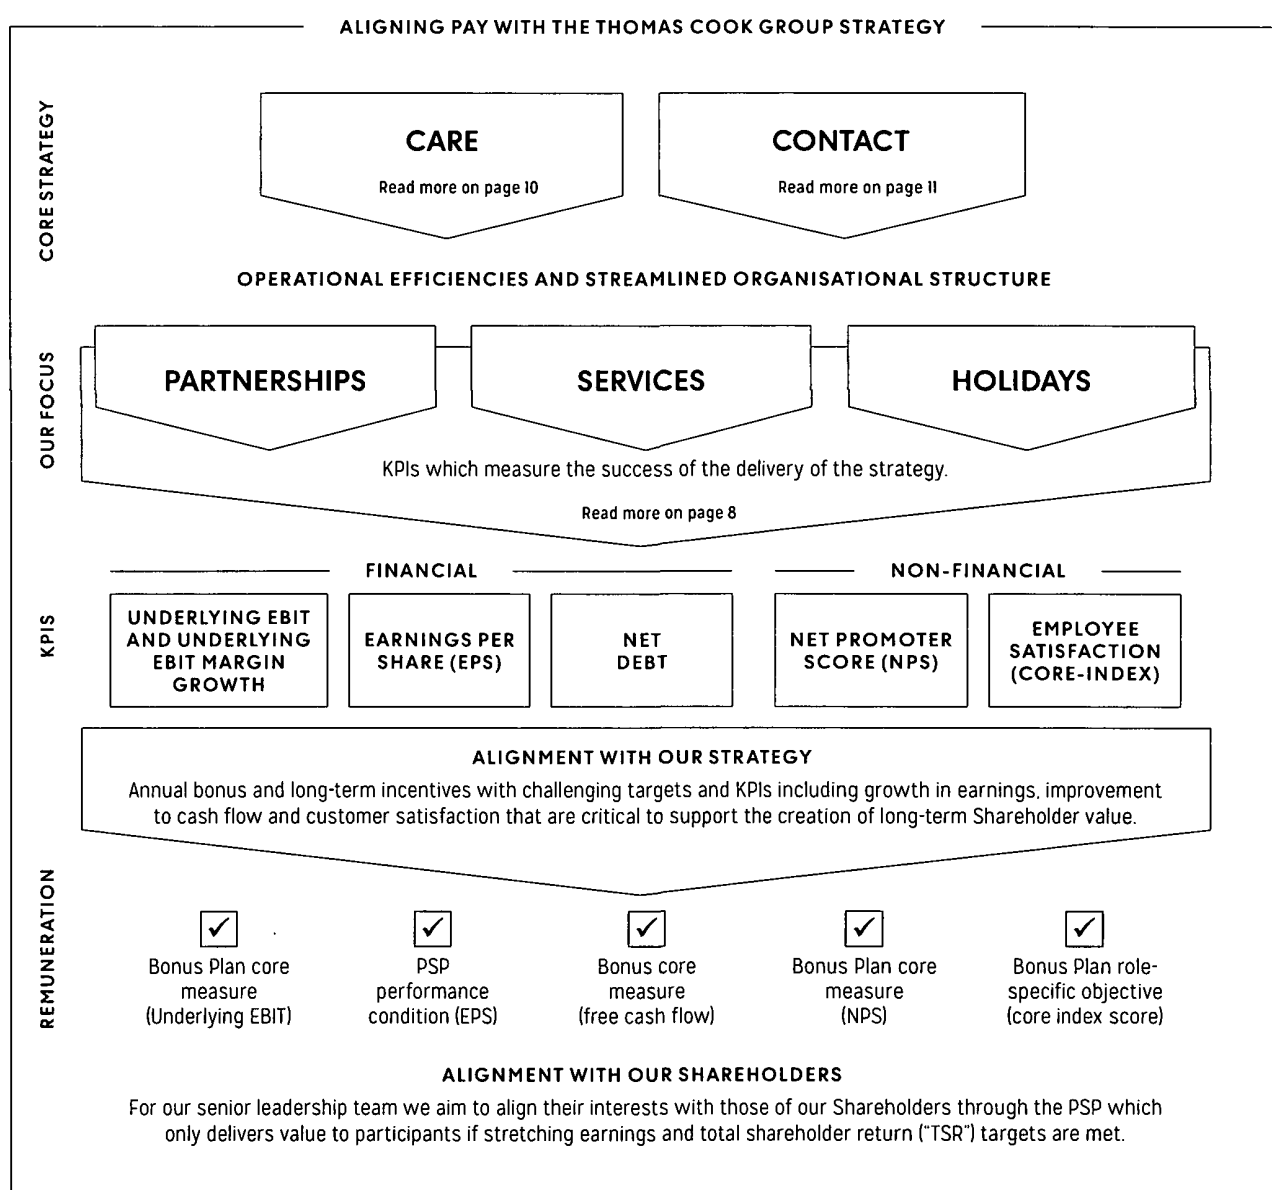 ALIGNING PAY WITH THE THOMAS COOK GROUP STRATEGY
CORE STRATEGY
CARE
Read more on page 10
CONTACT
Read more on page 11
OPERATIONAL EFFICIENCIES AND STREAMLINED ORGANISATIONAL STRUCTURE
OUR FOCUS
PARTNERSHIPS
SERVICES
HOLIDAYS
KPIs which measure the success of the delivery of the strategy.
Read more on page 8
KPIS
FINANCIAL
NON-FINANCIAL
UNDERLYING EBIT
AND UNDERLYING
EBIT MARGIN
GROWTH
EARNINGS PER
SHARE (EPS)
NET
DEBT
NET PROMOTER
SCORE (NPS)
EMPLOYEE
SATISFACTION
(CORE-INDEX)
REMUNERATION
ALIGNMENT WITH OUR STRATEGY
Annual bonus and long-term incentives with challenging targets and KPIs including growth in earnings, improvement
to cash flow and customer satisfaction that are critical to support the creation of long-term Shareholder value.
Bonus Plan core
measure
(Underlying EBIT)
PSP
performance
condition (EPS)
Bonus core
measure
(free cash flow)
Bonus Plan core
measure
(NPS)
Bonus Plan role-
specific objective
(core index score)
ALIGNMENT WITH OUR SHAREHOLDERS
For our senior leadership team we aim to align their interests with those of our Shareholders through the PSP which
only delivers value to participants if stretching earnings and total shareholder return ("TSR") targets are met.